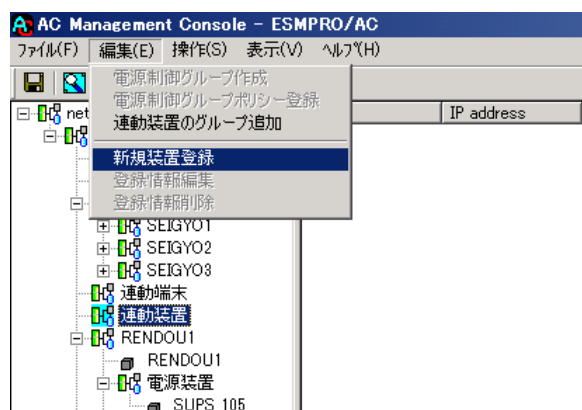 AC Management Console - ESMPRO/AC
ファイル(F) 編集(E) 操作(S) 表示(V) ヘルプ(H)
電源制御グループ作成
電源制御グループポリシー登録
連動装置のグループ追加
新規装置登録
登録情報編集
登録情報削除
IP address
net
SEIGYO1
SEIGYO2
SEIGYO3
連動端末
連動装置
RENDOU1
RENDOU1
電源装置
SUPS 105